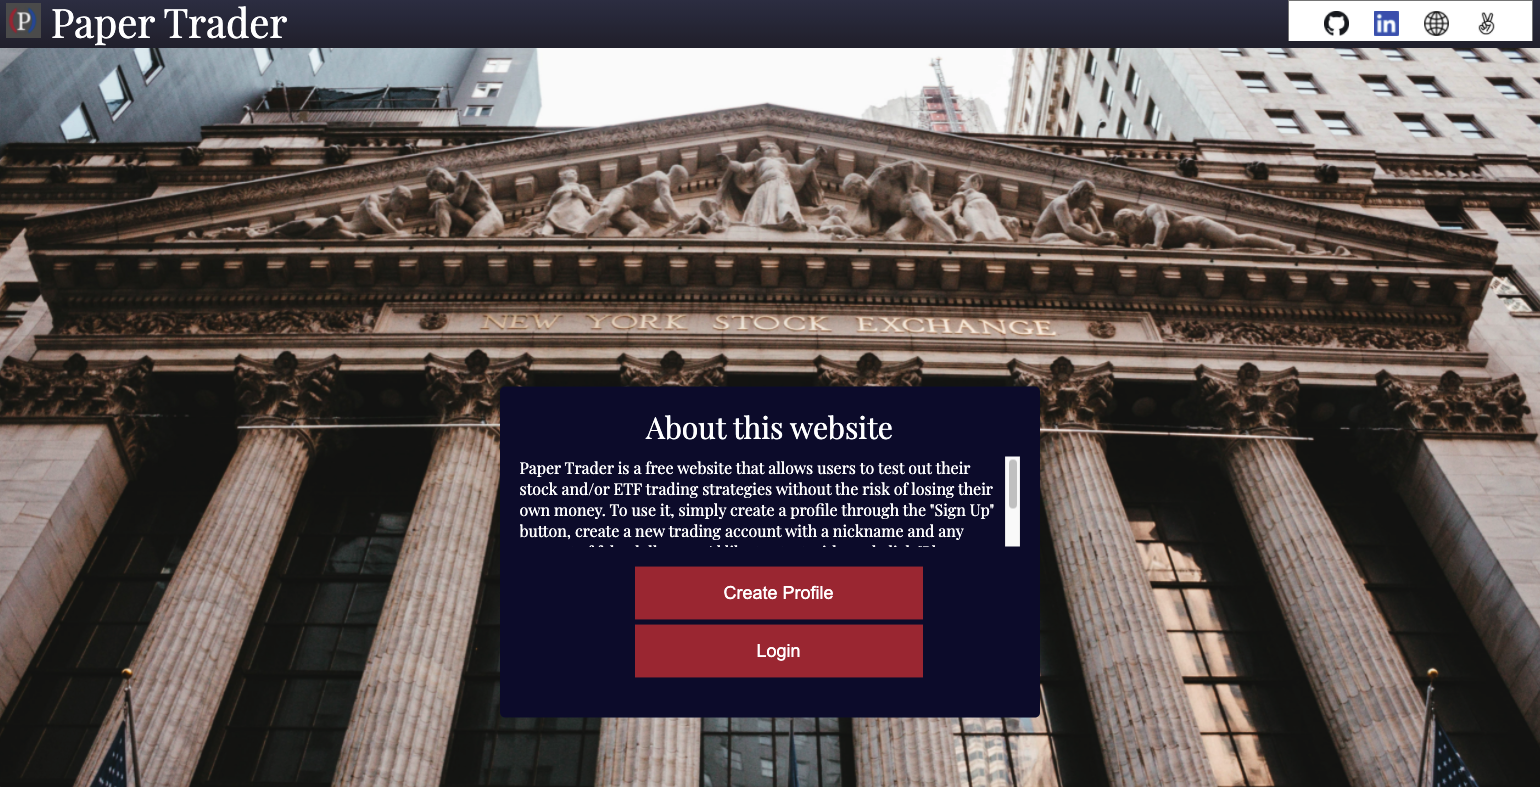 P
Paper Trader
in
NEW YORK STOCK EXCHANGE
About this website
Paper Trader is a free website that allows users to test out their
stock and/or ETF trading strategies without the risk of losing their
own money. To use it, simply create a profile through the "Sign Up"
button, create a new trading account with a nickname and any
Create Profile
Login